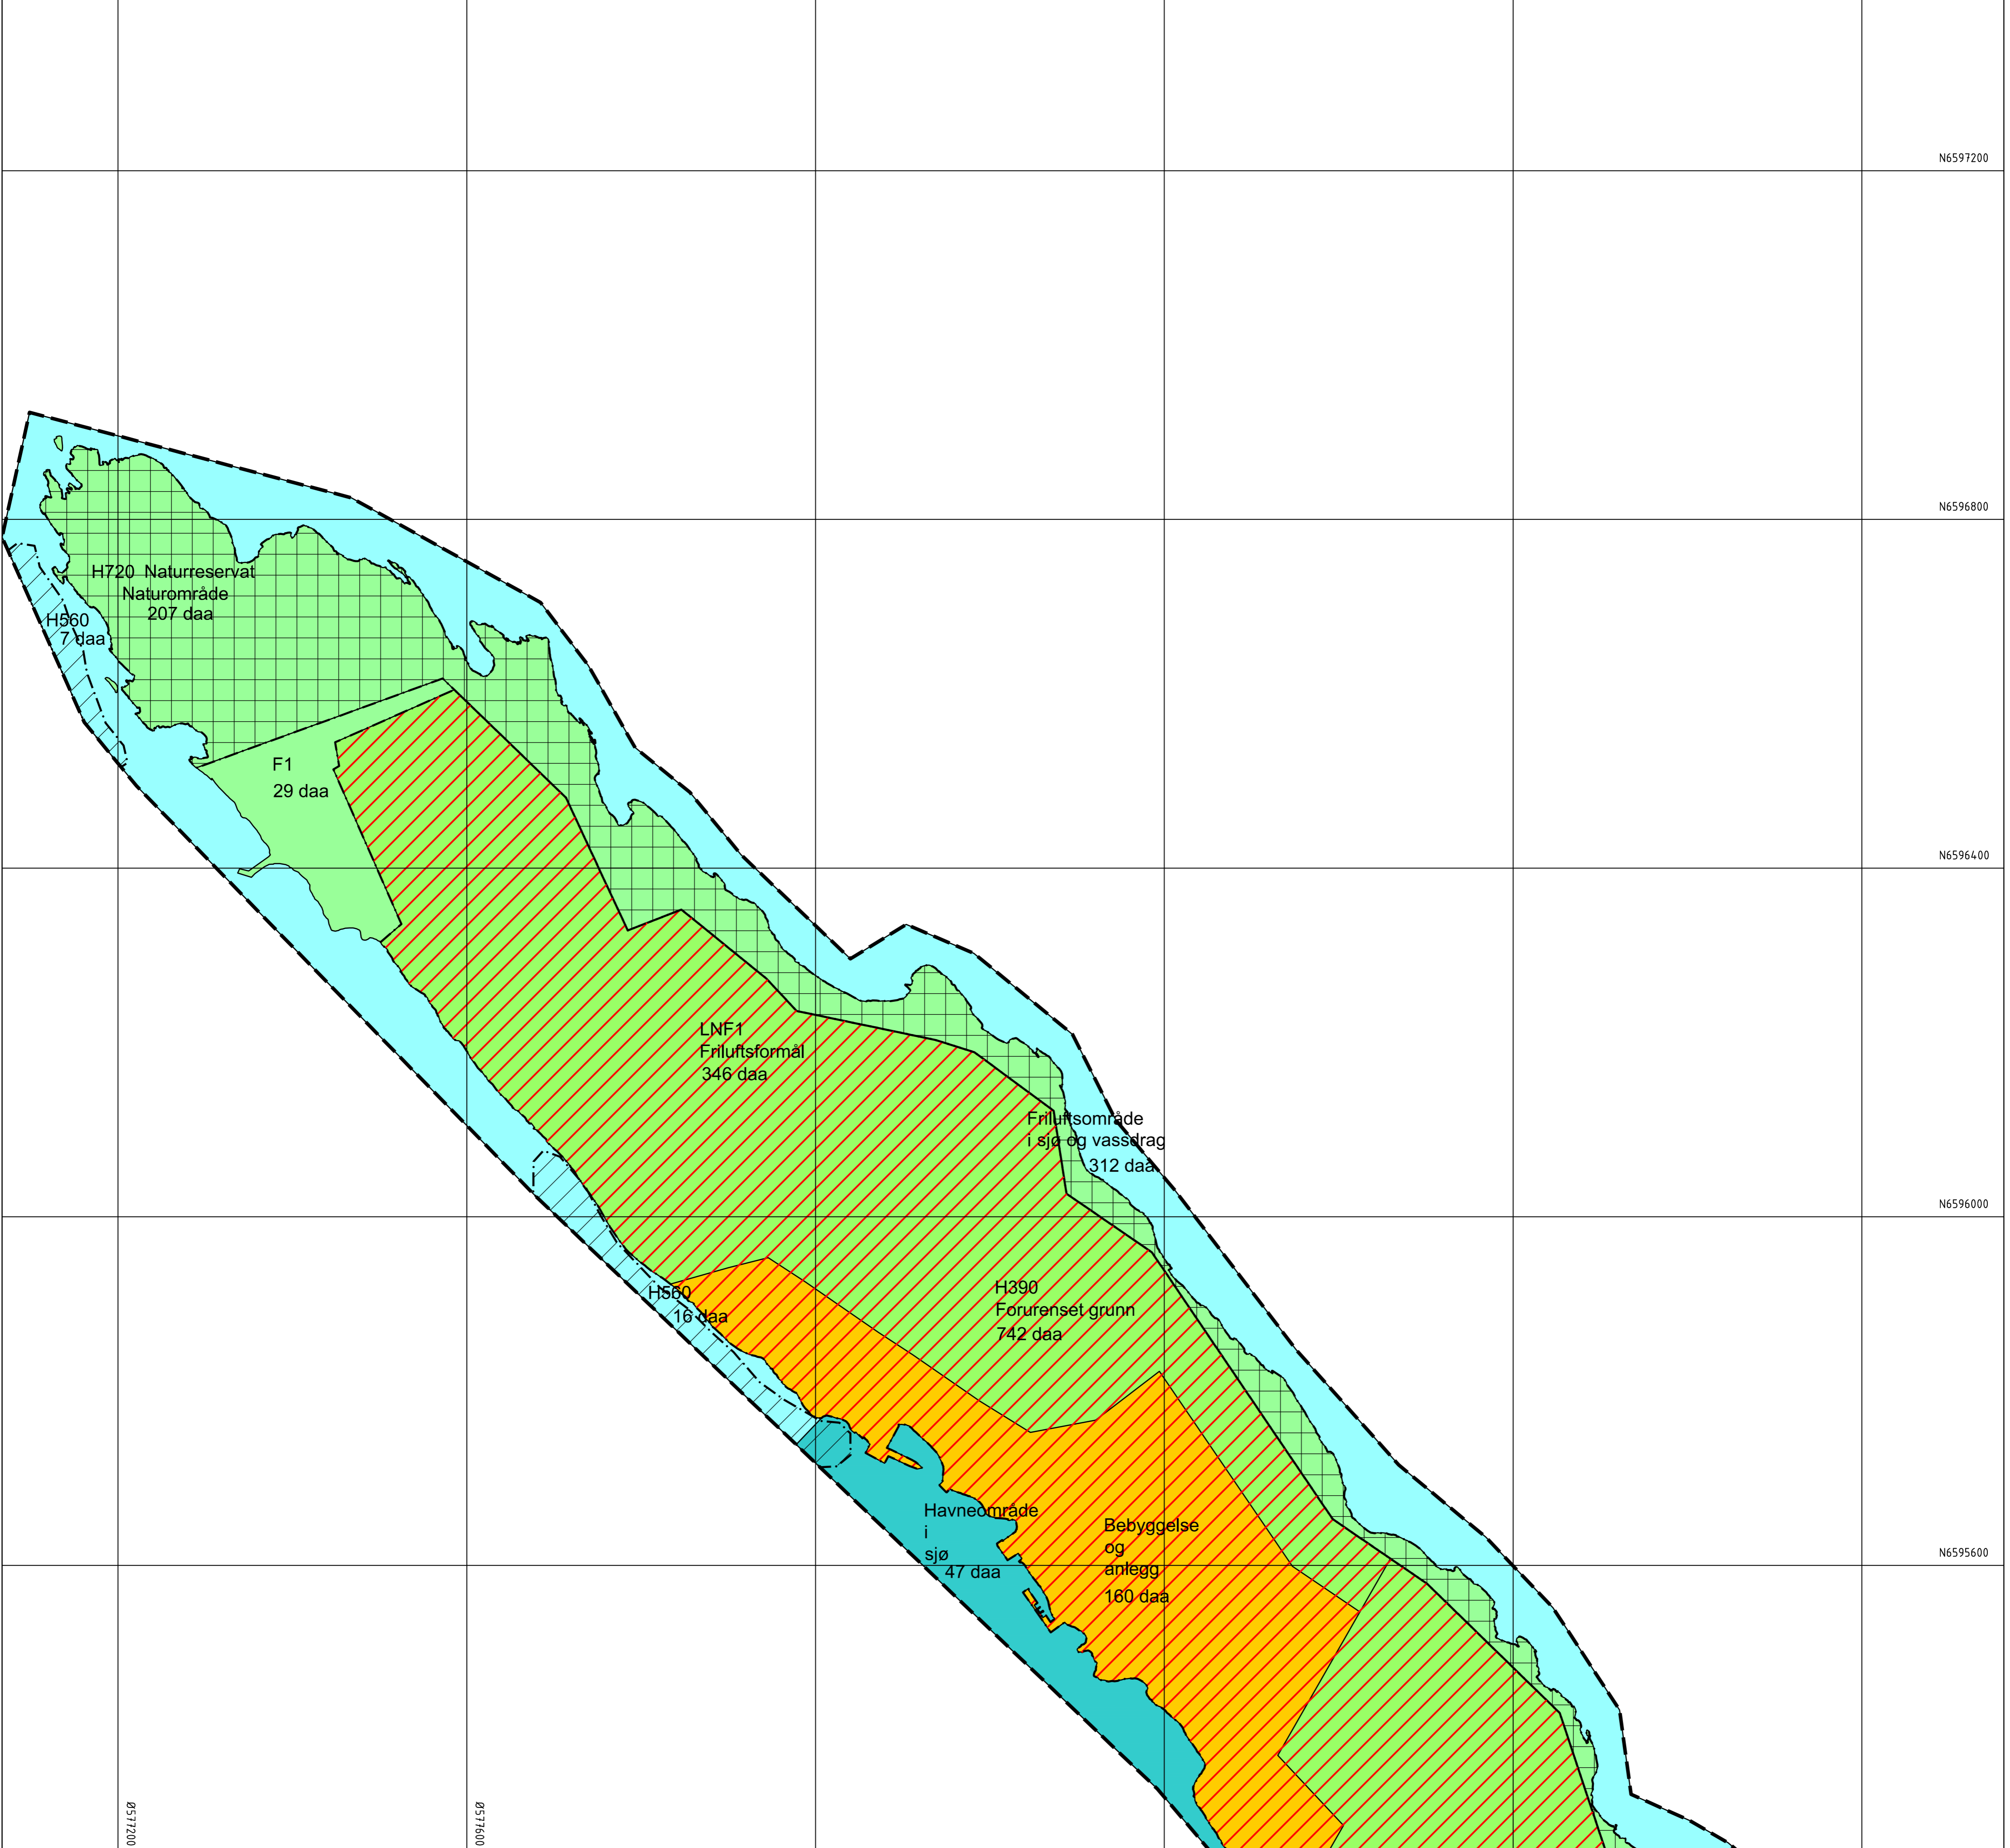 N6597200
N6596800
H720 Naturreservat
Naturområde
207 daa
H560
7 daa
F1
29 daa
N6596400
LNF1
Friluftsformål
346 daa
Friluftsområde
i sjø og vassdrag
312 daa
N6596000
H560
16 daa
H390
Forurenset grunn
742 daa
Havneområde
i
sjø
47 daa
Bebyggelse
og
anlegg
160 daa
N6595600
Ø577200
Ø577600